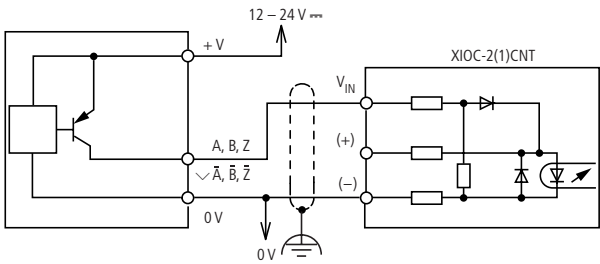 12 – 24 V ⎓
+ V
XIOC-2(1)CNT
V_IN
A, B, Z
(+)
∨ A̅, B̅, Z̅
(–)
0 V
0 V